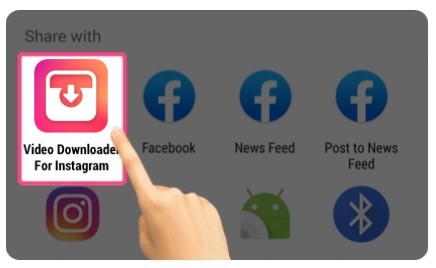 Share with
Video Downloader
For Instagram
Facebook
News Feed
Post to News
Feed